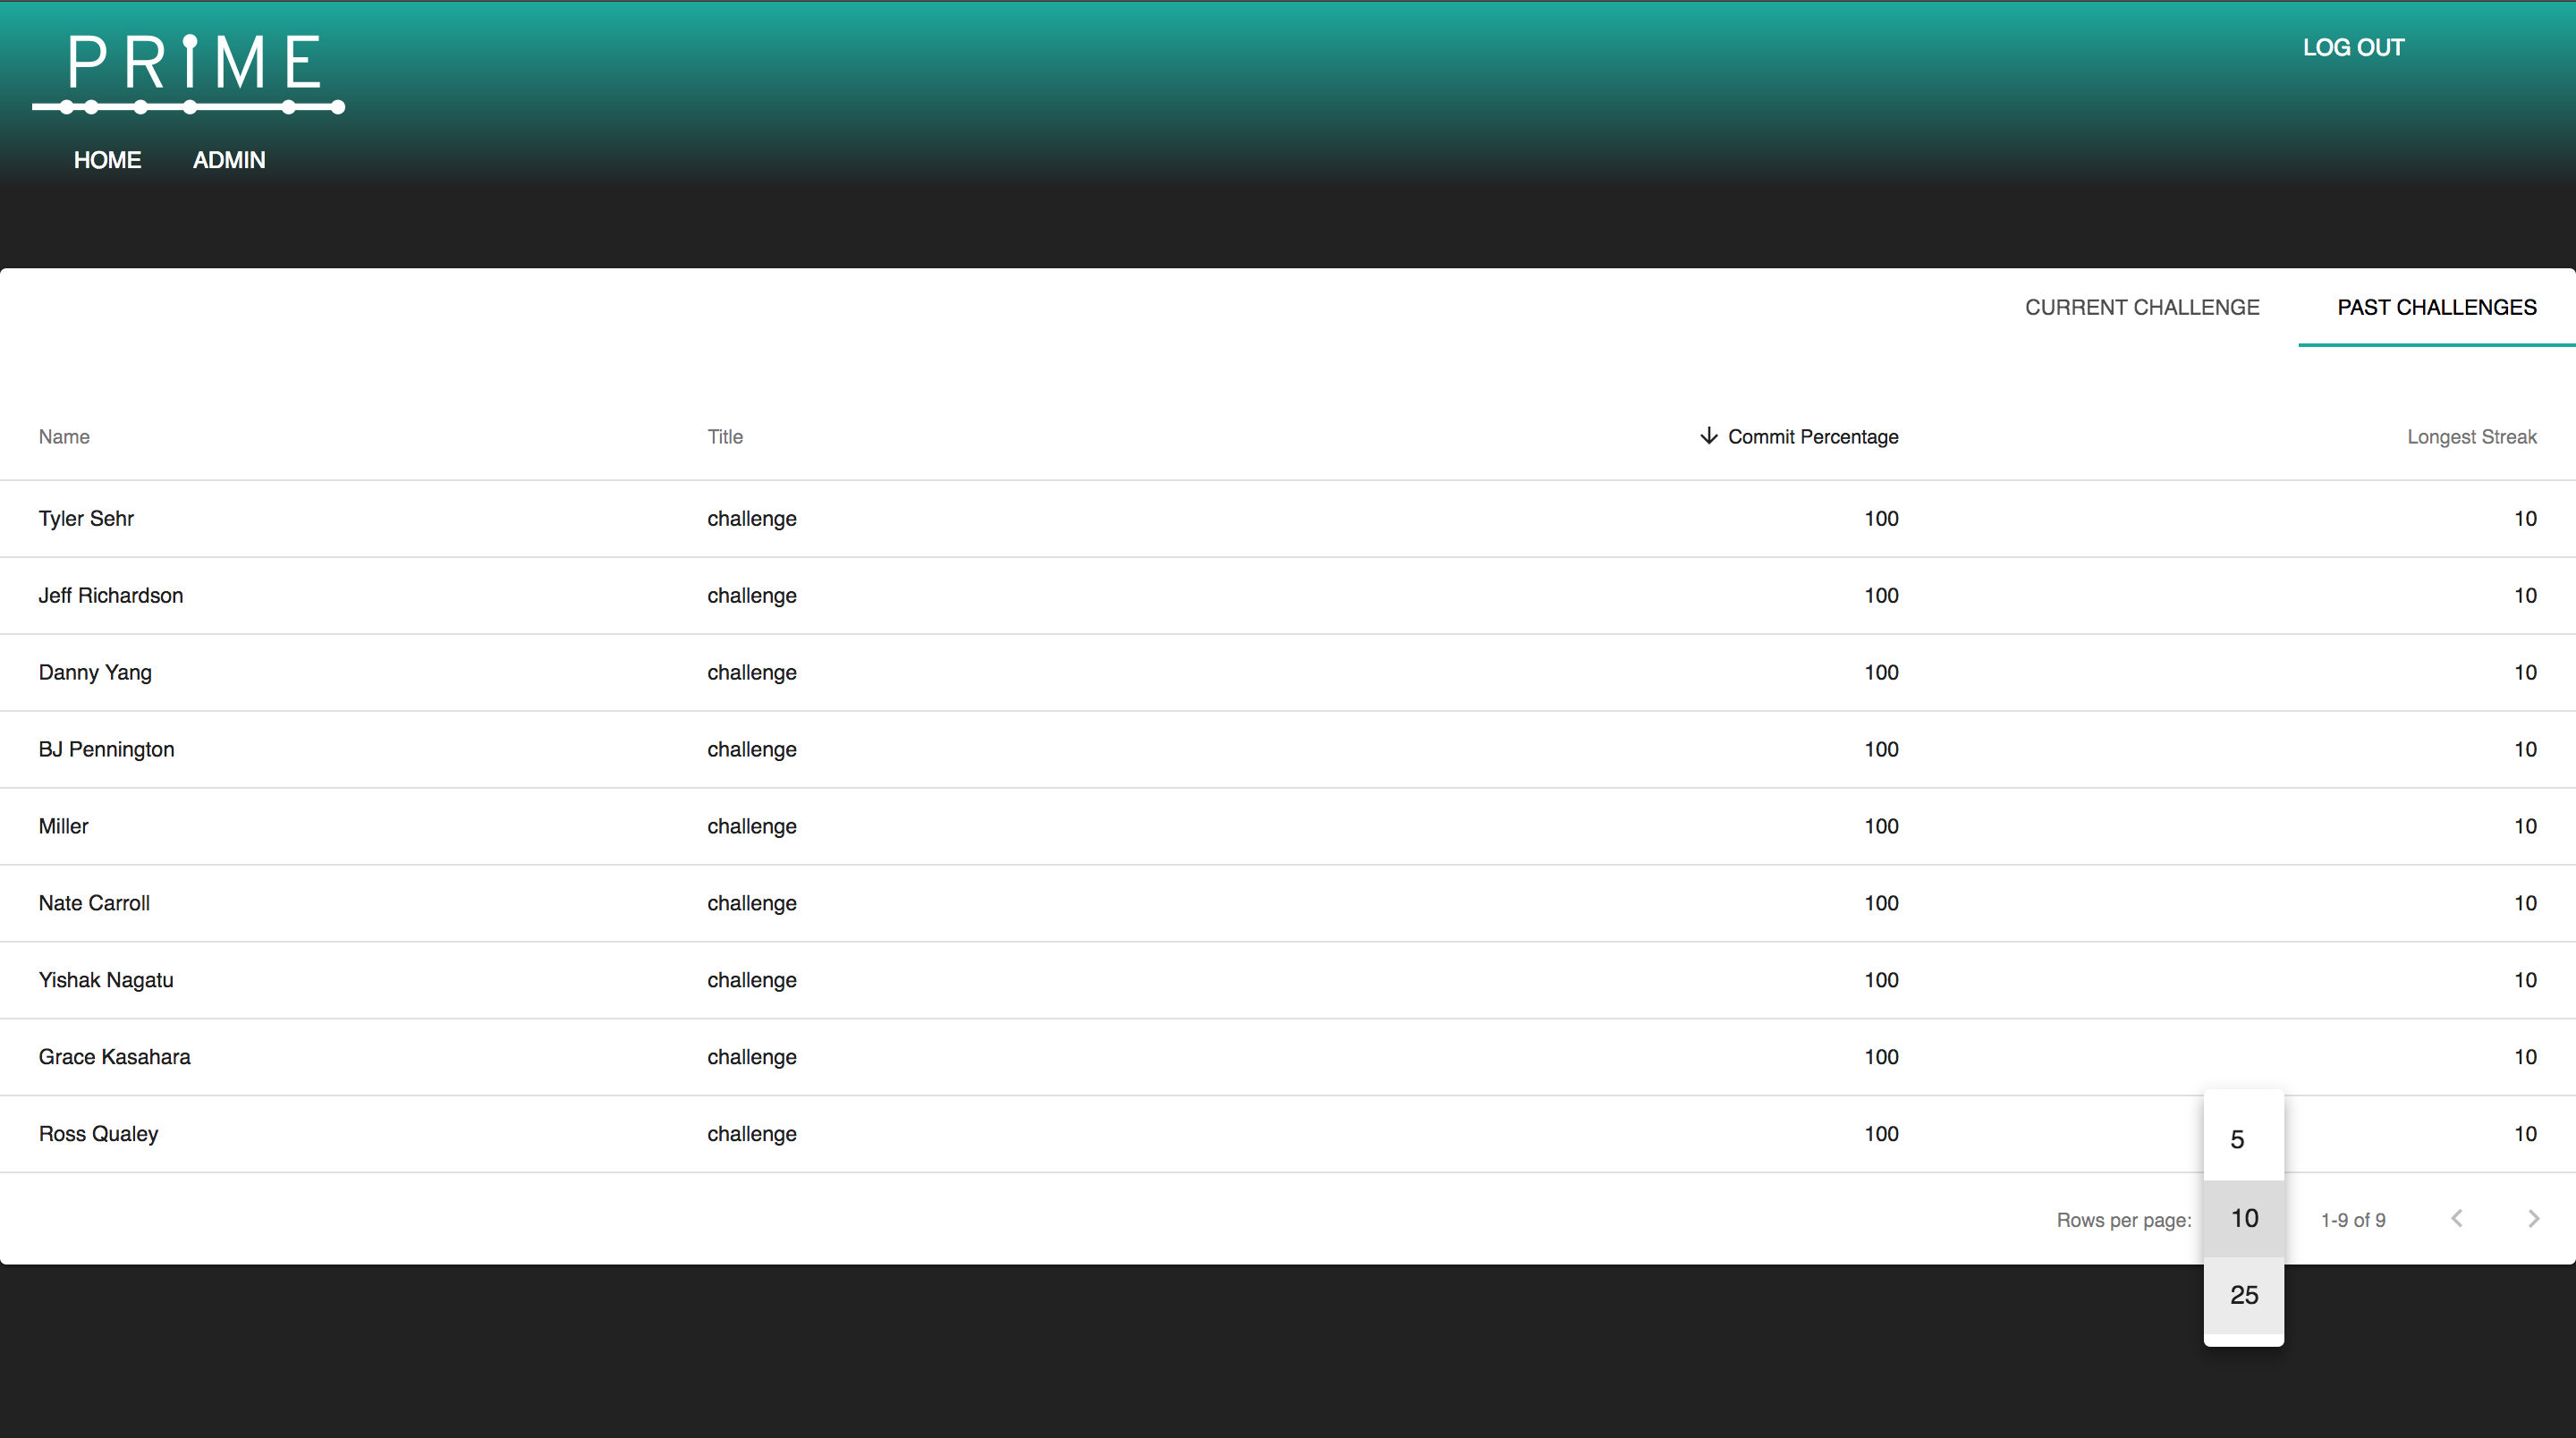 PRIME
LOG OUT
HOME ADMIN
CURRENT CHALLENGE PAST CHALLENGES
Name Title Commit Percentage Longest Streak
Tyler Sehr challenge 100 10
Jeff Richardson challenge 100 10
Danny Yang challenge 100 10
BJ Pennington challenge 100 10
Miller challenge 100 10
Nate Carroll challenge 100 10
Yishak Nagatu challenge 100 10
Grace Kasahara challenge 100 10
Ross Qualey challenge 100 10
5
Rows per page: 10 1-9 of 9
25